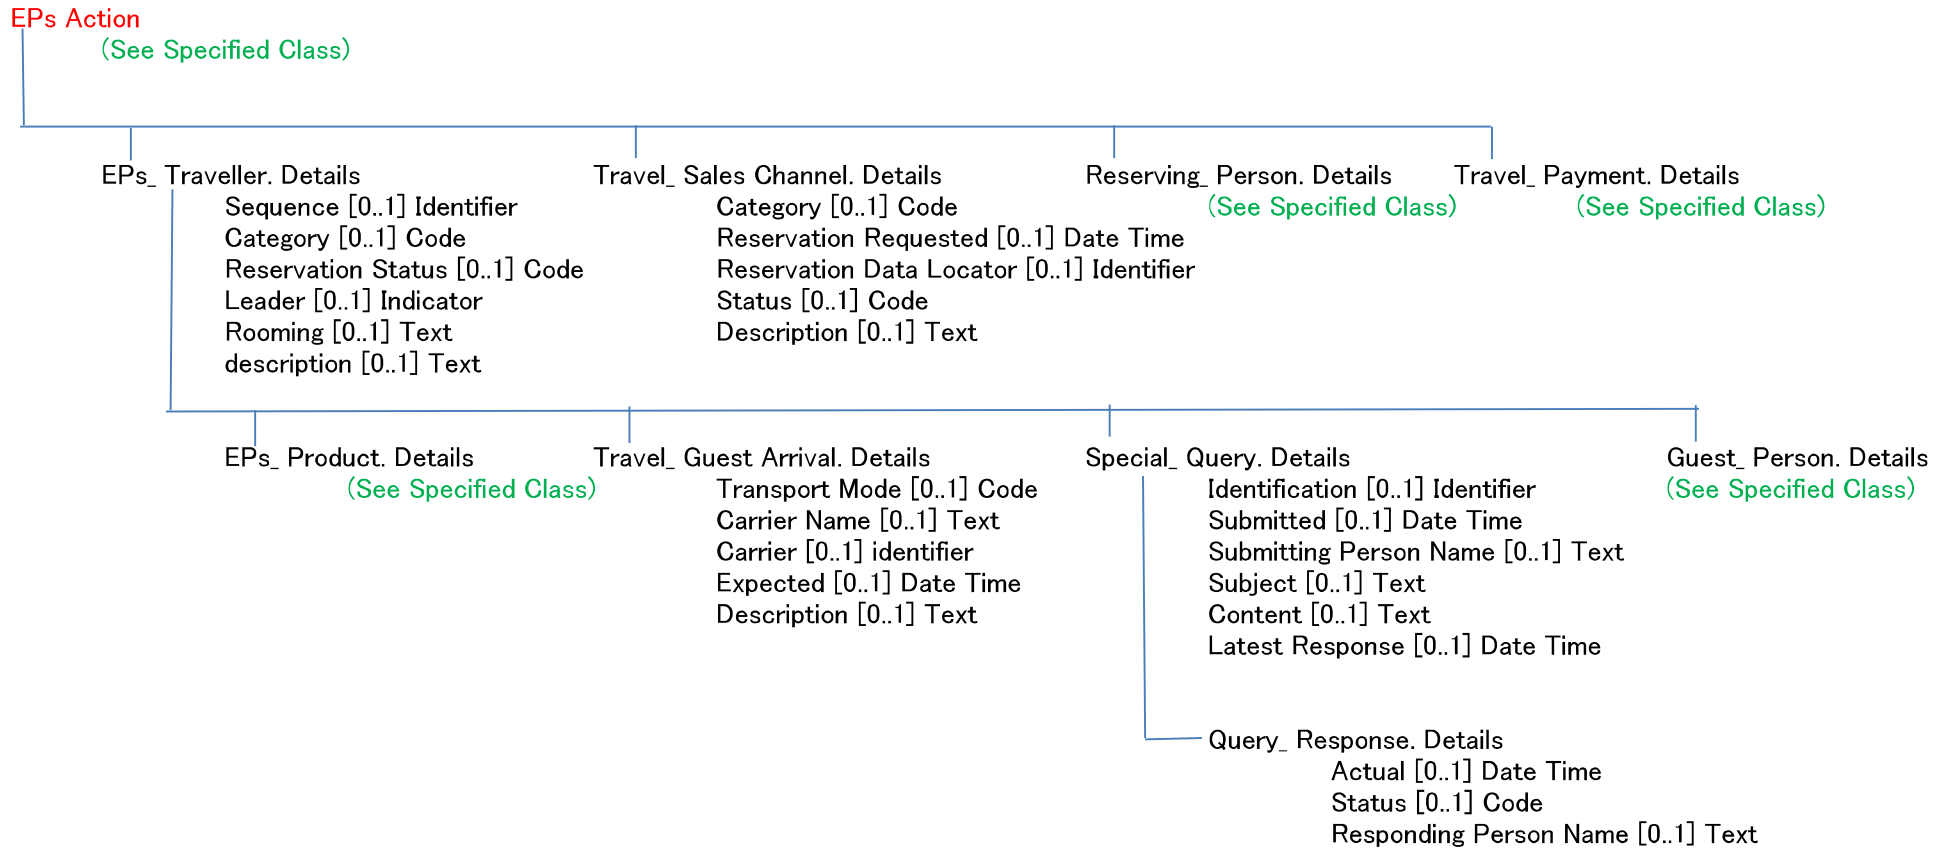 EPs Action
(See Specified Class)
EPs_ Traveller. Details
Sequence [0..1] Identifier
Category [0..1] Code
Reservation Status [0..1] Code
Leader [0..1] Indicator
Rooming [0..1] Text
description [0..1] Text
Travel_ Sales Channel. Details
Category [0..1] Code
Reservation Requested [0..1] Date Time
Reservation Data Locator [0..1] Identifier
Status [0..1] Code
Description [0..1] Text
Reserving_ Person. Details
(See Specified Class)
Travel_ Payment. Details
(See Specified Class)
EPs_ Product. Details
(See Specified Class)
Travel_ Guest Arrival. Details
Transport Mode [0..1] Code
Carrier Name [0..1] Text
Carrier [0..1] identifier
Expected [0..1] Date Time
Description [0..1] Text
Special_ Query. Details
Identification [0..1] Identifier
Submitted [0..1] Date Time
Submitting Person Name [0..1] Text
Subject [0..1] Text
Content [0..1] Text
Latest Response [0..1] Date Time
Guest_ Person. Details
(See Specified Class)
Query_ Response. Details
Actual [0..1] Date Time
Status [0..1] Code
Responding Person Name [0..1] Text